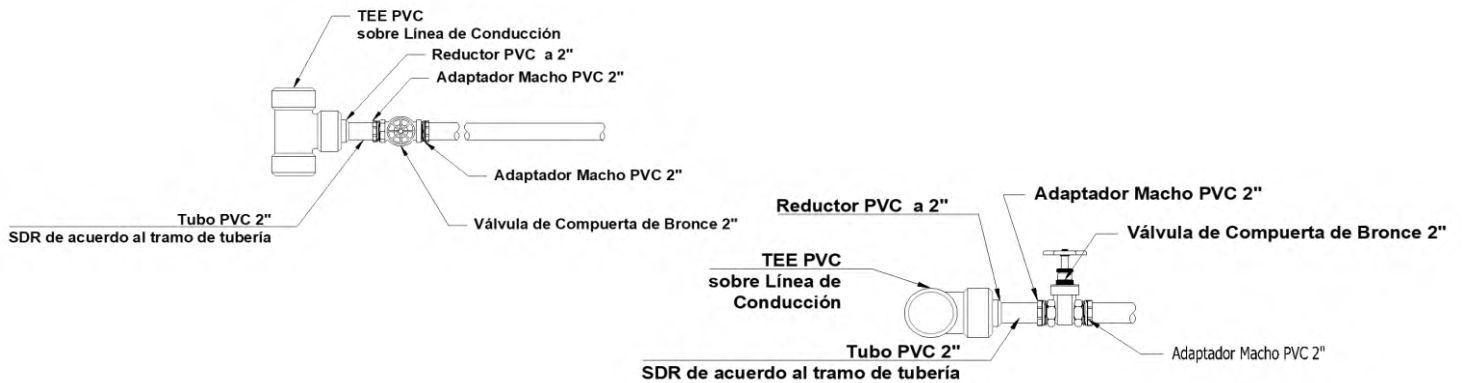 TEE PVC
sobre Línea de Conducción
Reductor PVC a 2"
Adaptador Macho PVC 2"
Adaptador Macho PVC 2"
Tubo PVC 2"
SDR de acuerdo al tramo de tubería
Válvula de Compuerta de Bronce 2"
Adaptador Macho PVC 2"
Reductor PVC a 2"
Válvula de Compuerta de Bronce 2"
TEE PVC
sobre Línea de
Conducción
Tubo PVC 2"
SDR de acuerdo al tramo de tubería
Adaptador Macho PVC 2"